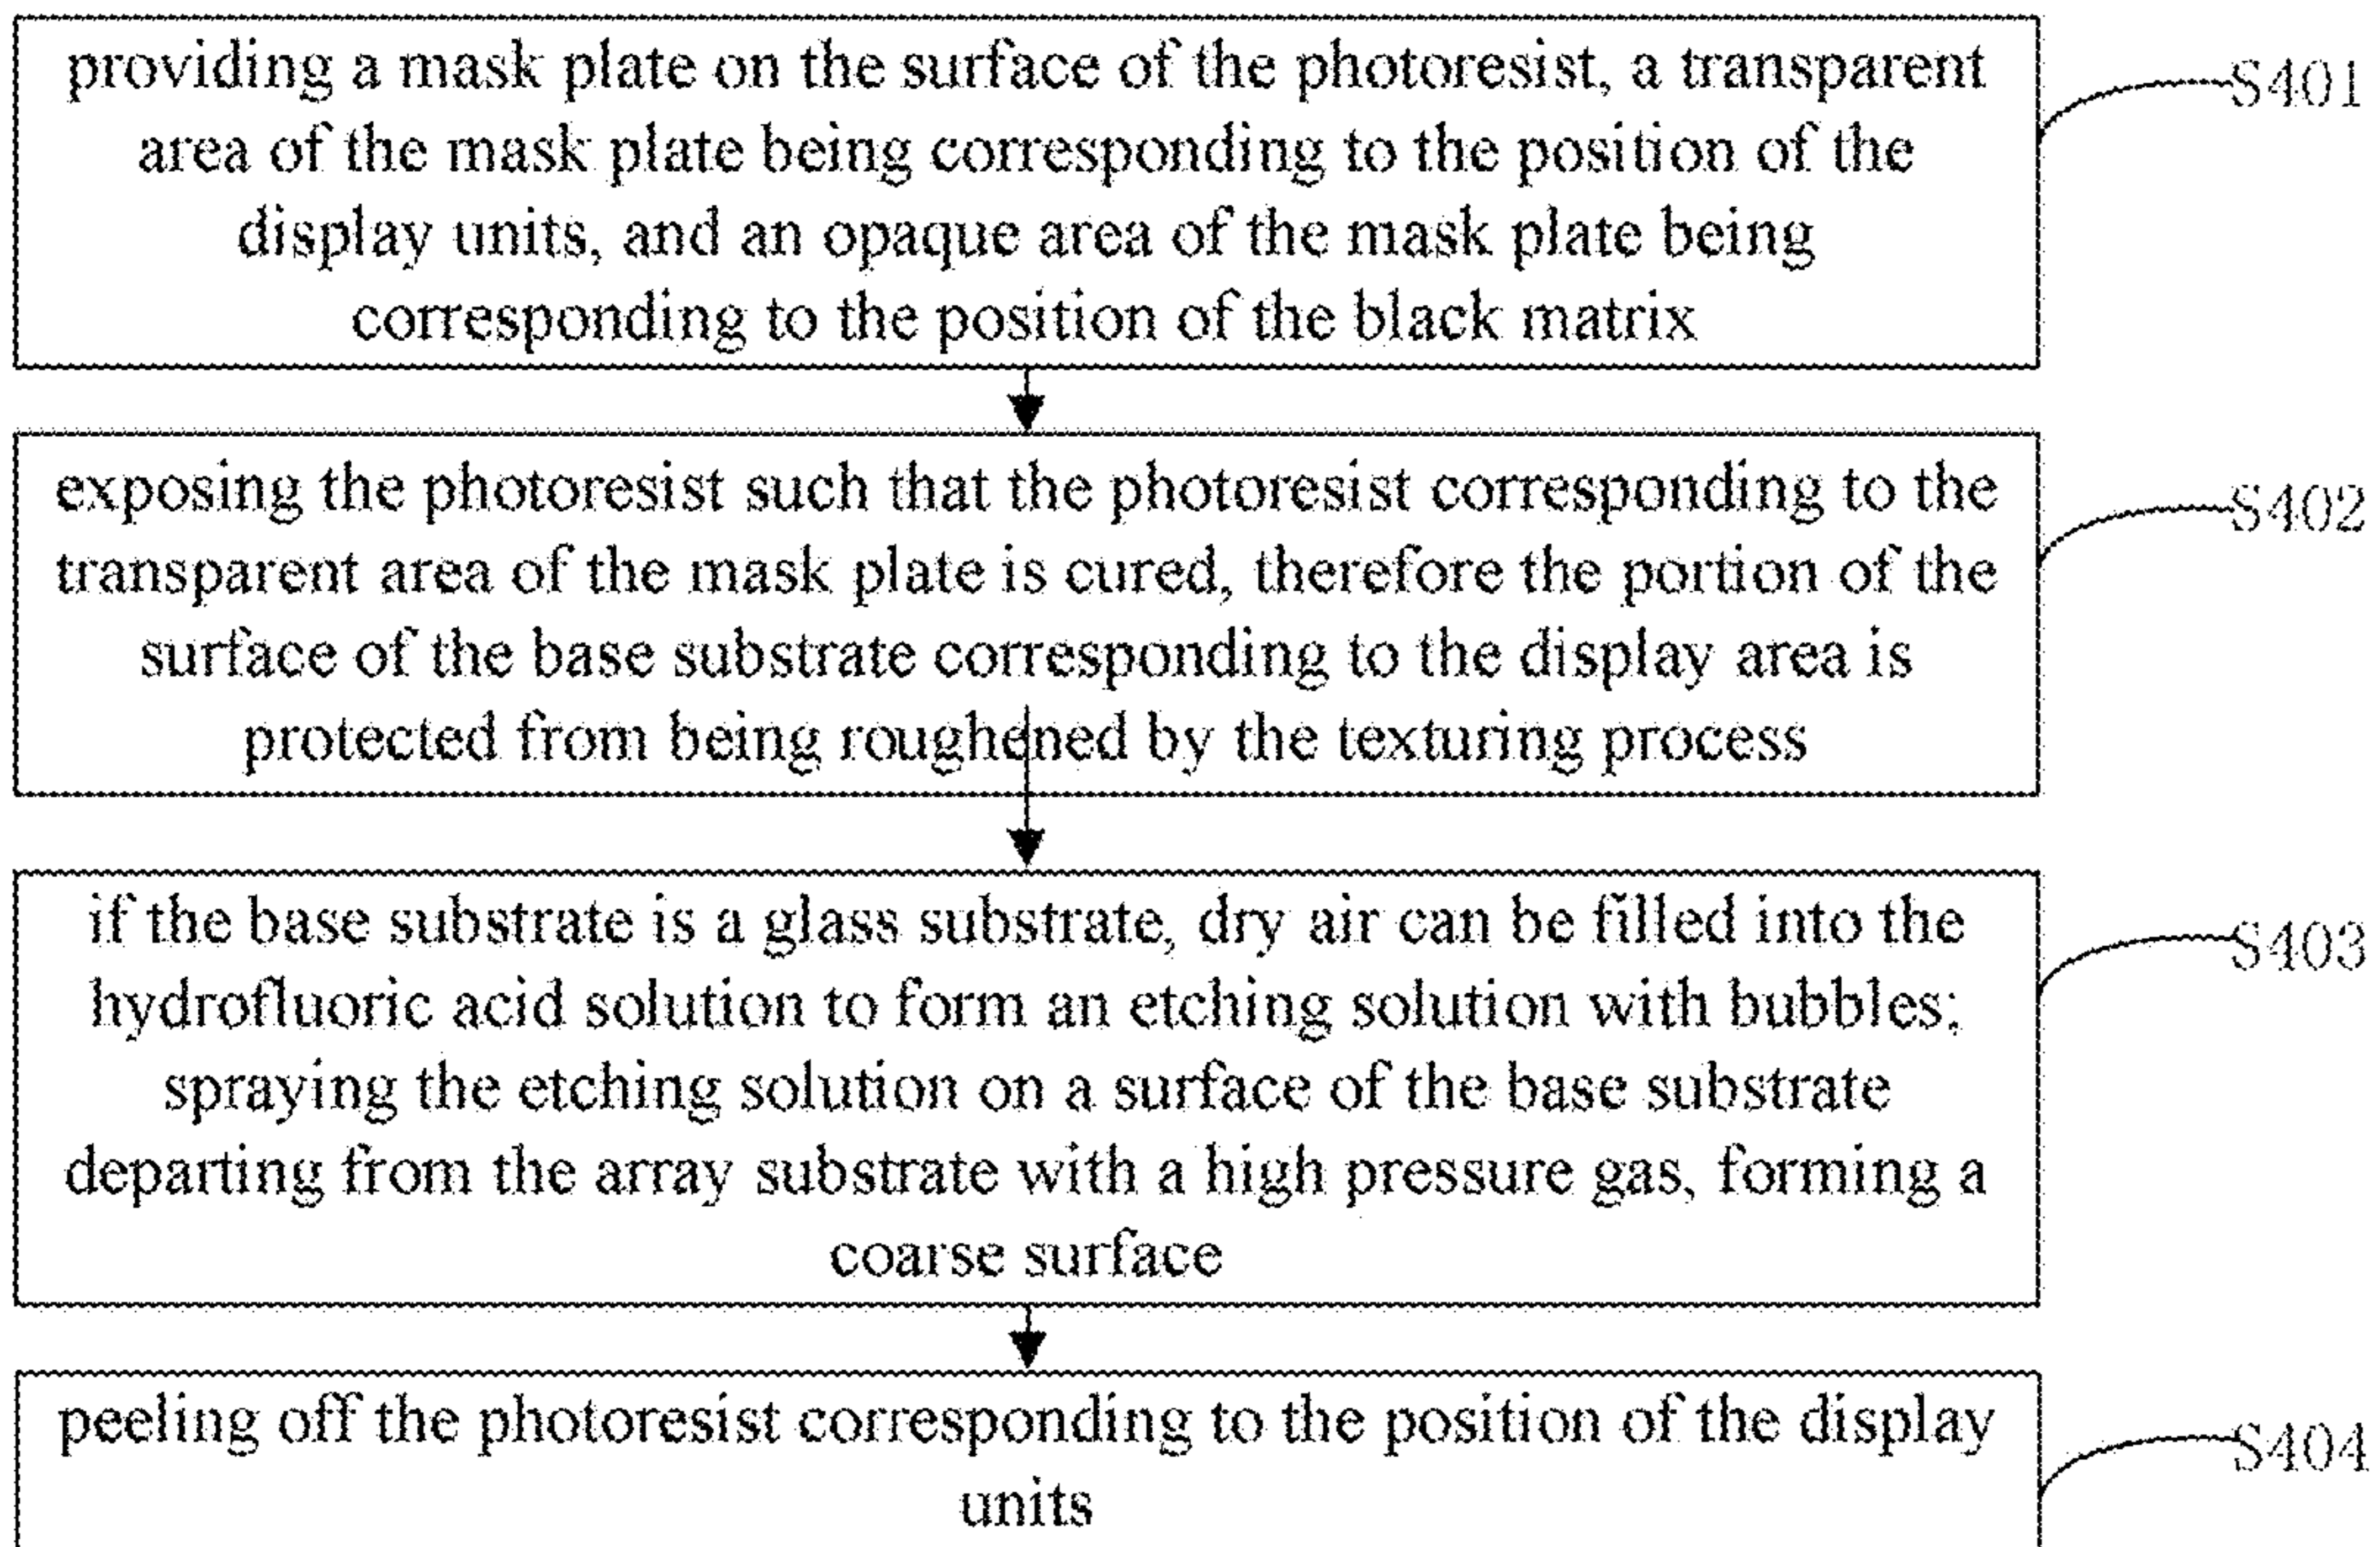 providing a mask plate on the surface of the photoresist, a transparent
area of the mask plate being corresponding to the position of the
display units, and an opaque area of the mask plate being
corresponding to the position of the black matrix
S401
exposing the photoresist such that the photoresist corresponding to the
transparent area of the mask plate is cured, therefore the portion of the
surface of the base substrate corresponding to the display area is
protected from being roughened by the texturing process
S402
if the base substrate is a glass substrate, dry air can be filled into the
hydrofluoric acid solution to form an etching solution with bubbles;
spraying the etching solution on a surface of the base substrate
departing from the array substrate with a high pressure gas, forming a
coarse surface
S403
peeling off the photoresist corresponding to the position of the display
units
S404